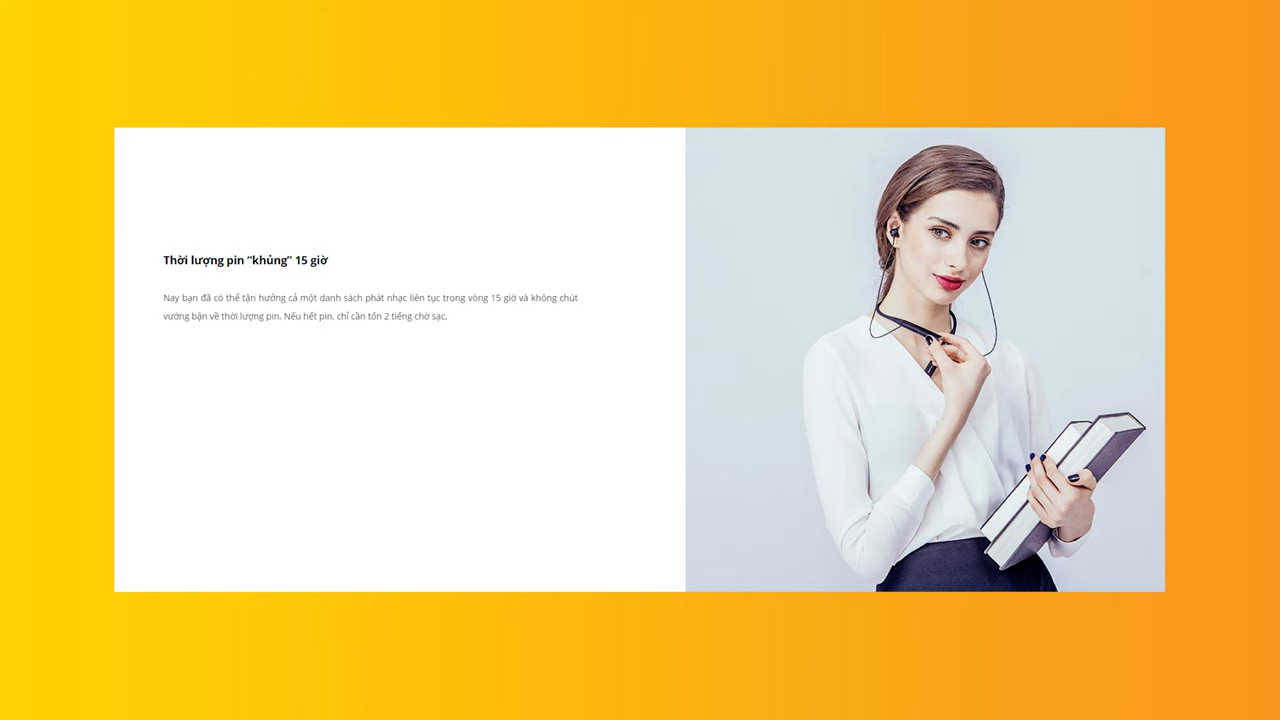 Thời lượng pin “khủng” 15 giờ
Nay bạn đã có thể tận hưởng cả một danh sách phát nhạc liên tục trong vòng 15 giờ và không chút
vướng bận về thời lượng pin. Nếu hết pin, chỉ cần tốn 2 tiếng chờ sạc.